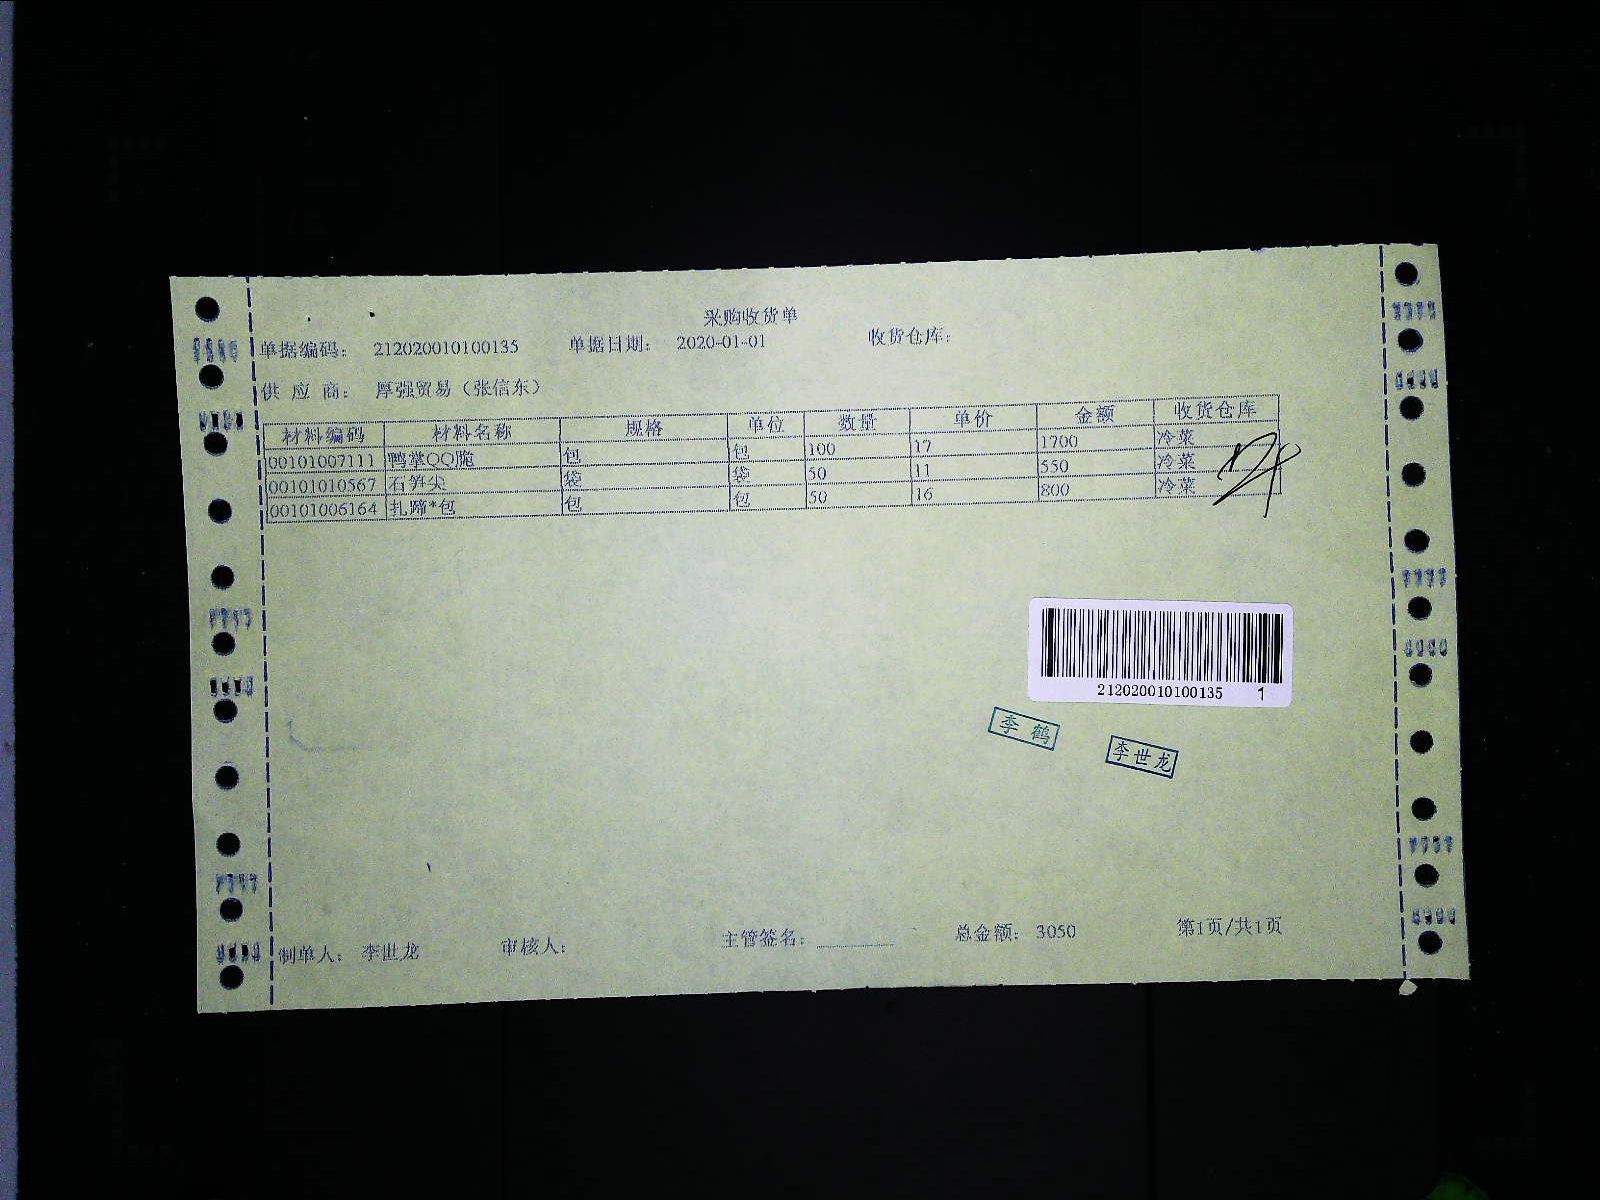 采购收货单
单据编码： 212020010100135 单据日期： 2020-01-01 收货仓库：
供 应 商： 厚强贸易（张信东）
材料编码 材料名称 规格 单位 数量 单价 金额 收货仓库
00101007111 鸭掌QQ脆 包 包 100 17 1700 冷菜
00101010567 石笋尖 袋 袋 50 11 550 冷菜
00101006164 扎蹄*包 包 包 50 16 800 冷菜
212020010100135 1
李鹤
李世龙
制单人： 李世龙 审核人： 主管签名： 总金额： 3050 第1页/共1页